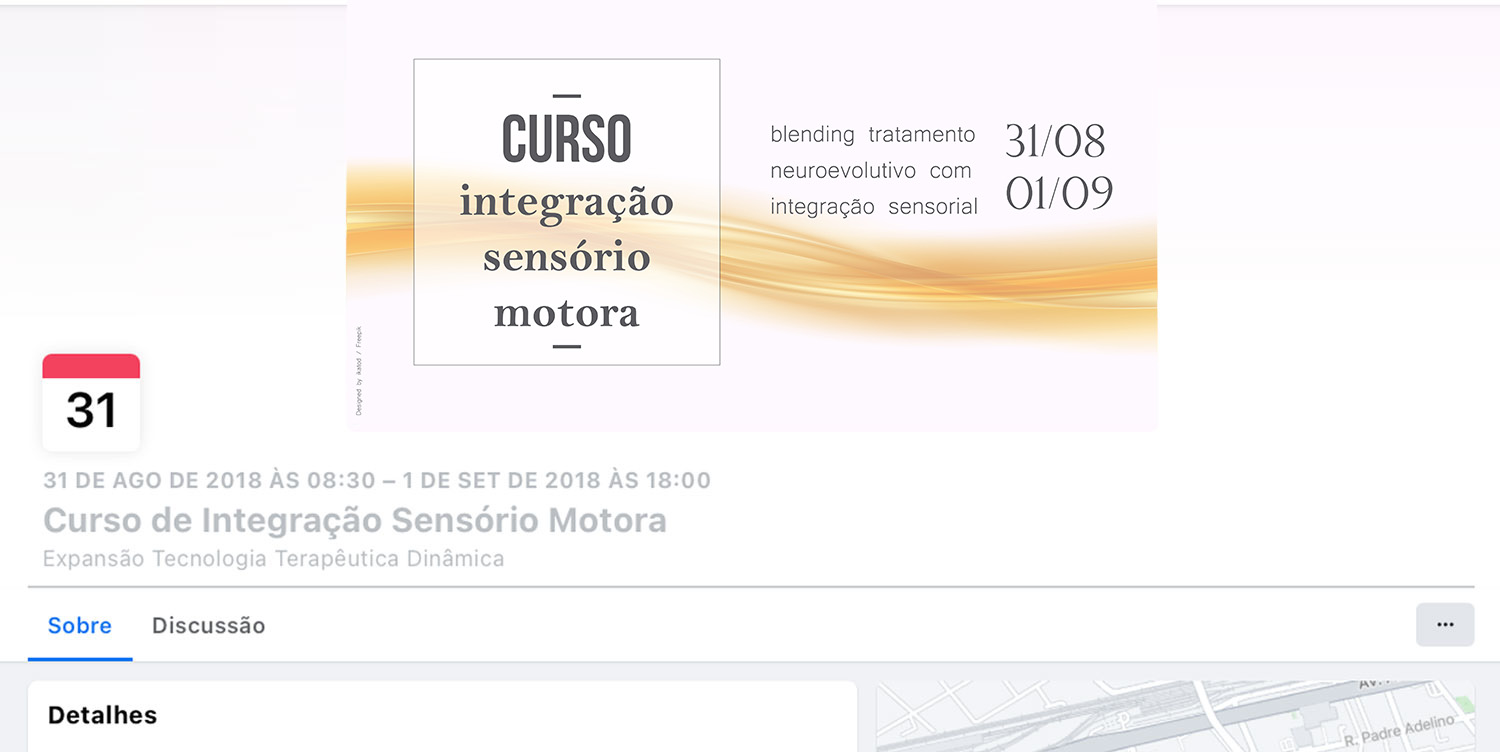 CURSO
integração
sensório
motora
blending tratamento
neuroevolutivo com
integração sensorial
31/08
01/09
Designed by ikatod / Freepik
31
31 DE AGO DE 2018 ÀS 08:30 – 1 DE SET DE 2018 ÀS 18:00
Curso de Integração Sensório Motora
Expansão Tecnologia Terapêutica Dinâmica
Sobre
Discussão
...
Detalhes
R. Padre Adelino